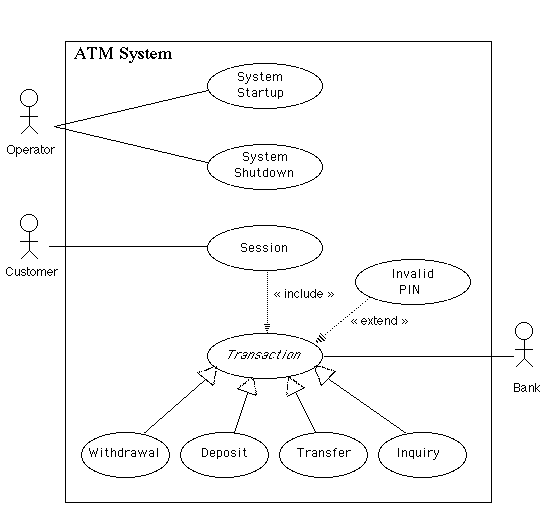 ATM System
System
Startup
Operator
System
Shutdown
Customer
Session
Invalid
PIN
« include »
« extend »
Transaction
Bank
Withdrawal
Deposit
Transfer
Inquiry